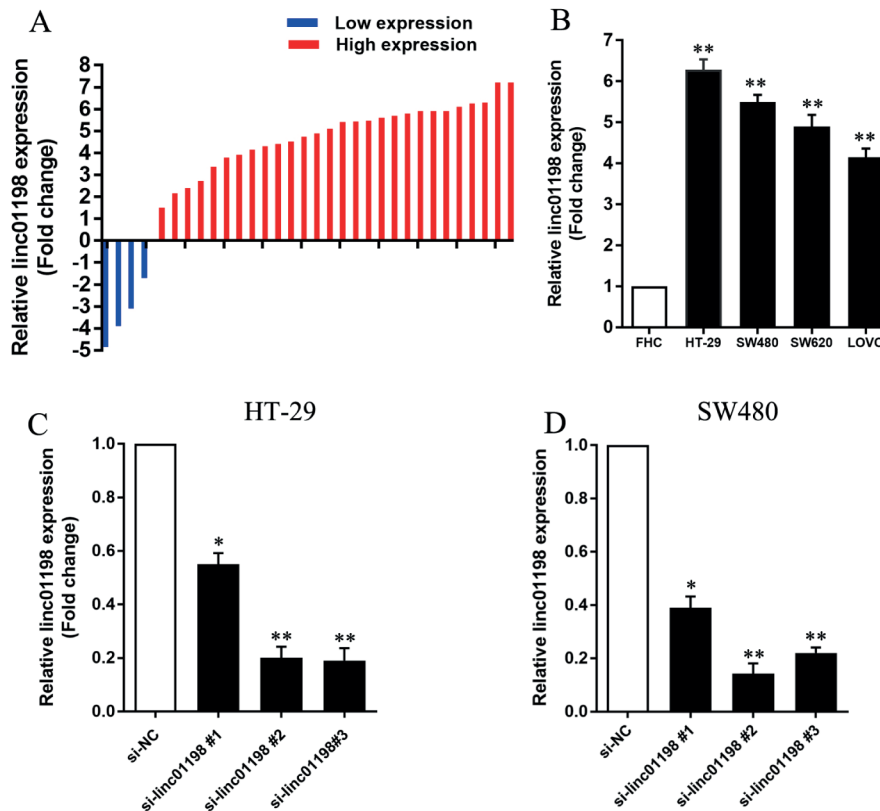 A
Low expression
High expression
Relative linc01198 expression
(Fold change)
8
7
6
5
4
3
2
1
0
-1
-2
-3
-4
-5
B
Relative linc01198 expression
(Fold change)
7
6
5
4
3
2
1
0
** ** ** **
FHC HT-29 SW480 SW620 LOVO
C
HT-29
Relative linc01198 expression
(Fold change)
1.0
0.8
0.6
0.4
0.2
0.0
* ** **
si-NC si-linc01198 #1 si-linc01198 #2 si-linc01198#3
D
SW480
Relative linc01198 expression
1.0
0.8
0.6
0.4
0.2
0.0
* ** **
si-NC si-linc01198 #1 si-linc01198 #2 si-linc01198 #3